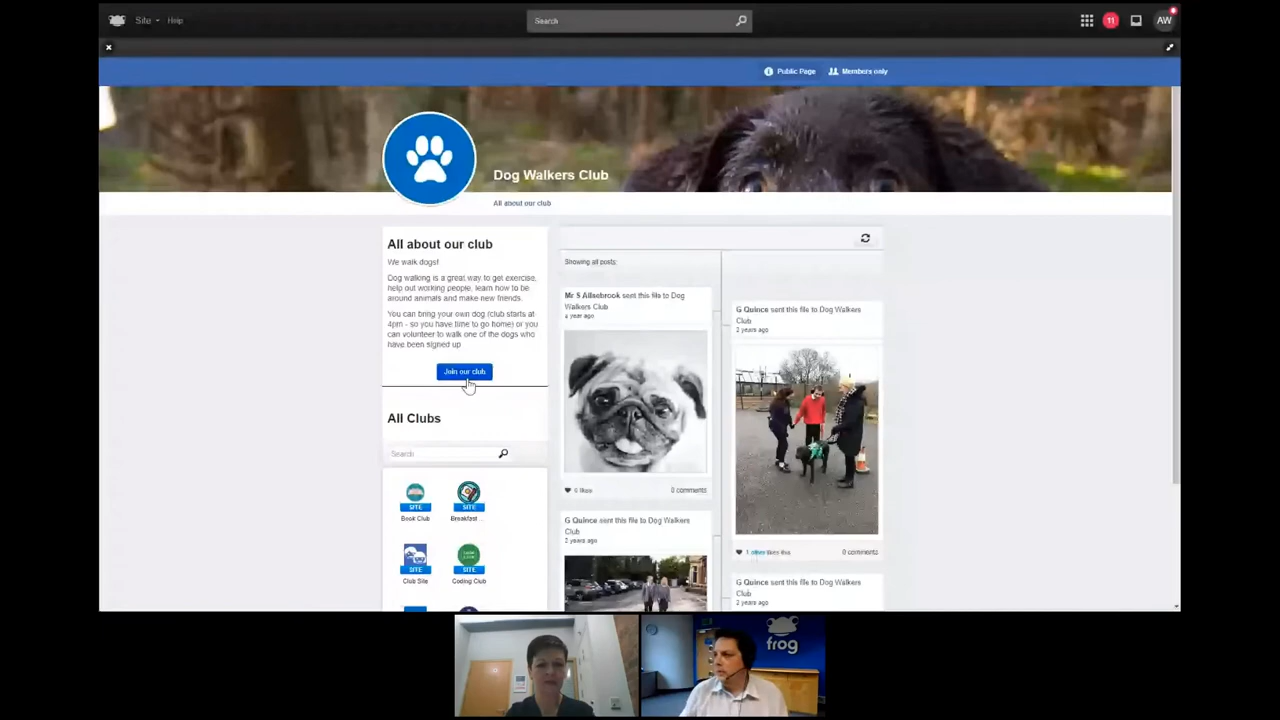 Site
Help
Search
11
AW
Public Page
Members only
Dog Walkers Club
All about our club
All about our club
We walk dogs!
Dog walking is a great way to get exercise,
help out working people, learn how to be
around animals and make new friends.
You can bring your own dog (club starts at
4pm - so you have time to go home) or you
can volunteer to walk one of the dogs who
have been signed up
Join our club
All Clubs
Search
SITE
SITE
Book Club
Breakfast ...
SITE
SITE
Club Site
Coding Club
Showing all posts:
Mr S Allsebrook sent this file to Dog
Walkers Club
a year ago
likes
0 comments
G Quince sent this file to Dog Walkers
Club
2 years ago
G Quince sent this file to Dog Walkers
Club
2 years ago
likes this
0 comments
G Quince sent this file to Dog Walkers
Club
2 years ago
frog